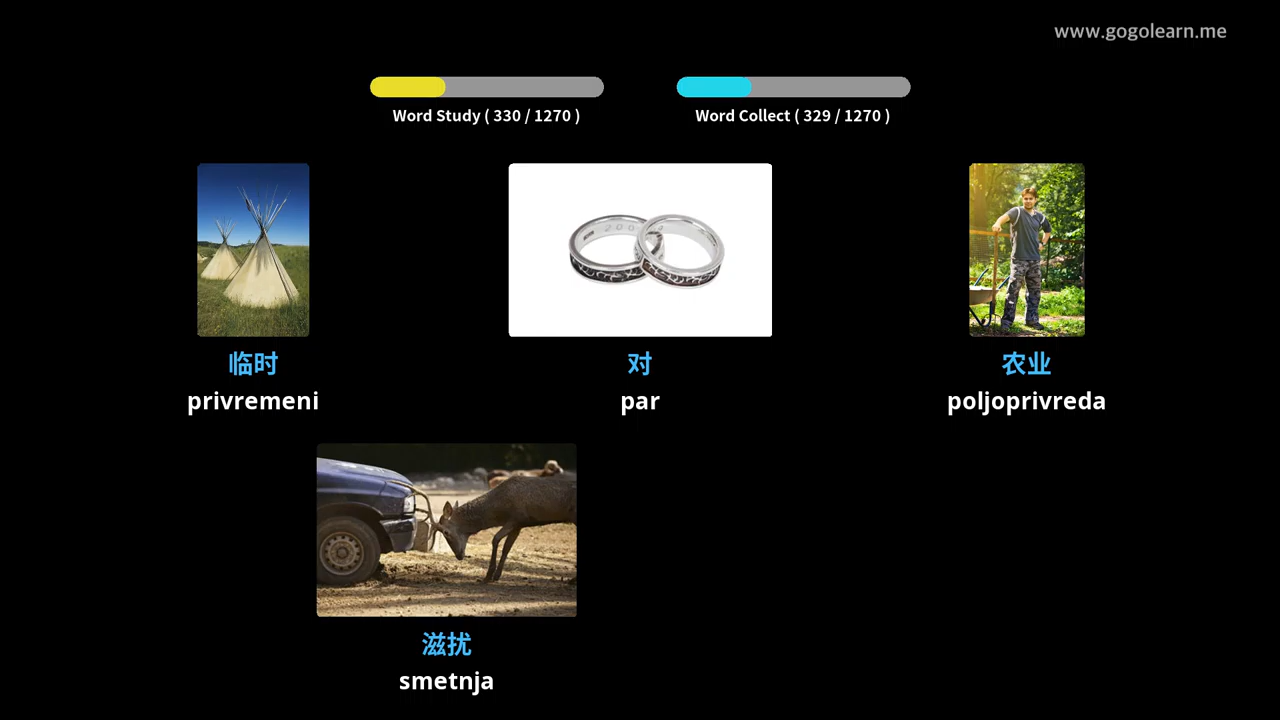 www.gogolearn.me
Word Study ( 330 / 1270 )
Word Collect ( 329 / 1270 )
临时
privremeni
对
par
农业
poljoprivreda
滋扰
smetnja